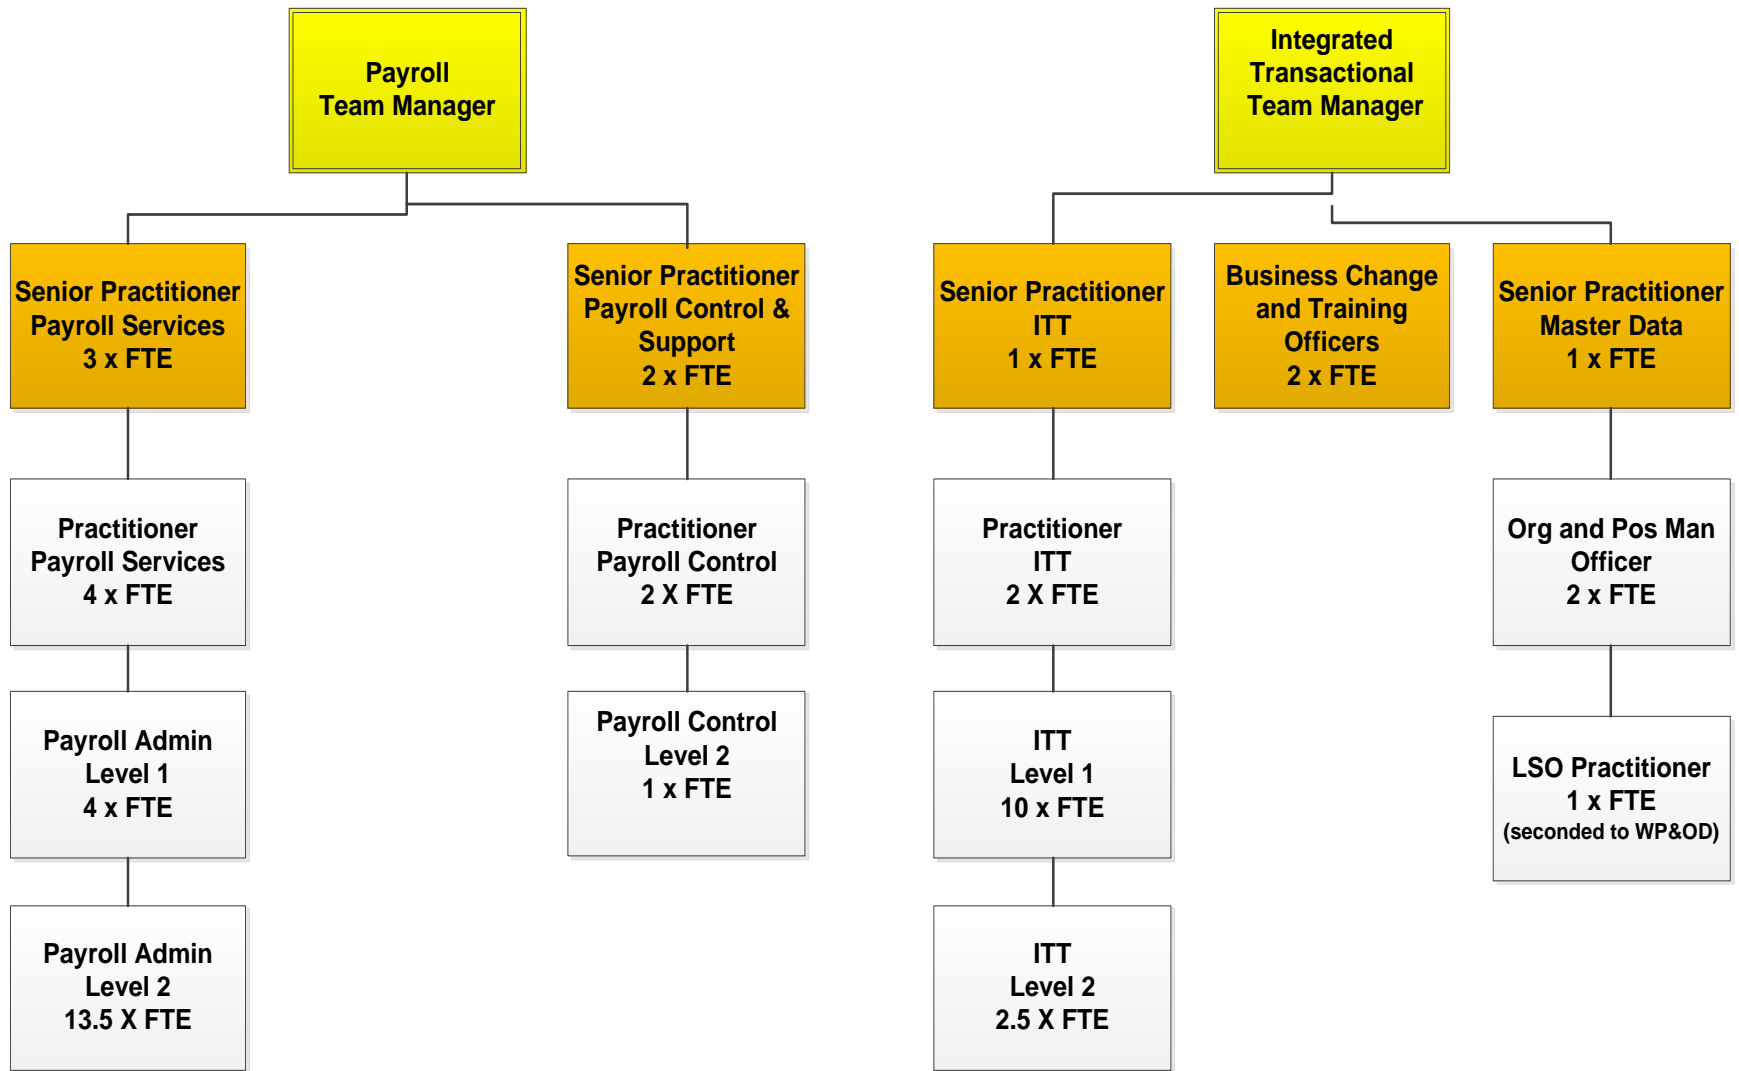 Payroll
Team Manager
Integrated
Transactional
Team Manager
Senior Practitioner
Payroll Services
3 x FTE
Senior Practitioner
Payroll Control &
Support
2 x FTE
Senior Practitioner
ITT
1 x FTE
Business Change
and Training
Officers
2 x FTE
Senior Practitioner
Master Data
1 x FTE
Practitioner
Payroll Services
4 x FTE
Practitioner
Payroll Control
2 X FTE
Practitioner
ITT
2 X FTE
Org and Pos Man
Officer
2 x FTE
Payroll Admin
Level 1
4 x FTE
Payroll Control
Level 2
1 x FTE
ITT
Level 1
10 x FTE
LSO Practitioner
1 x FTE
(seconded to WP&OD)
Payroll Admin
Level 2
13.5 X FTE
ITT
Level 2
2.5 X FTE